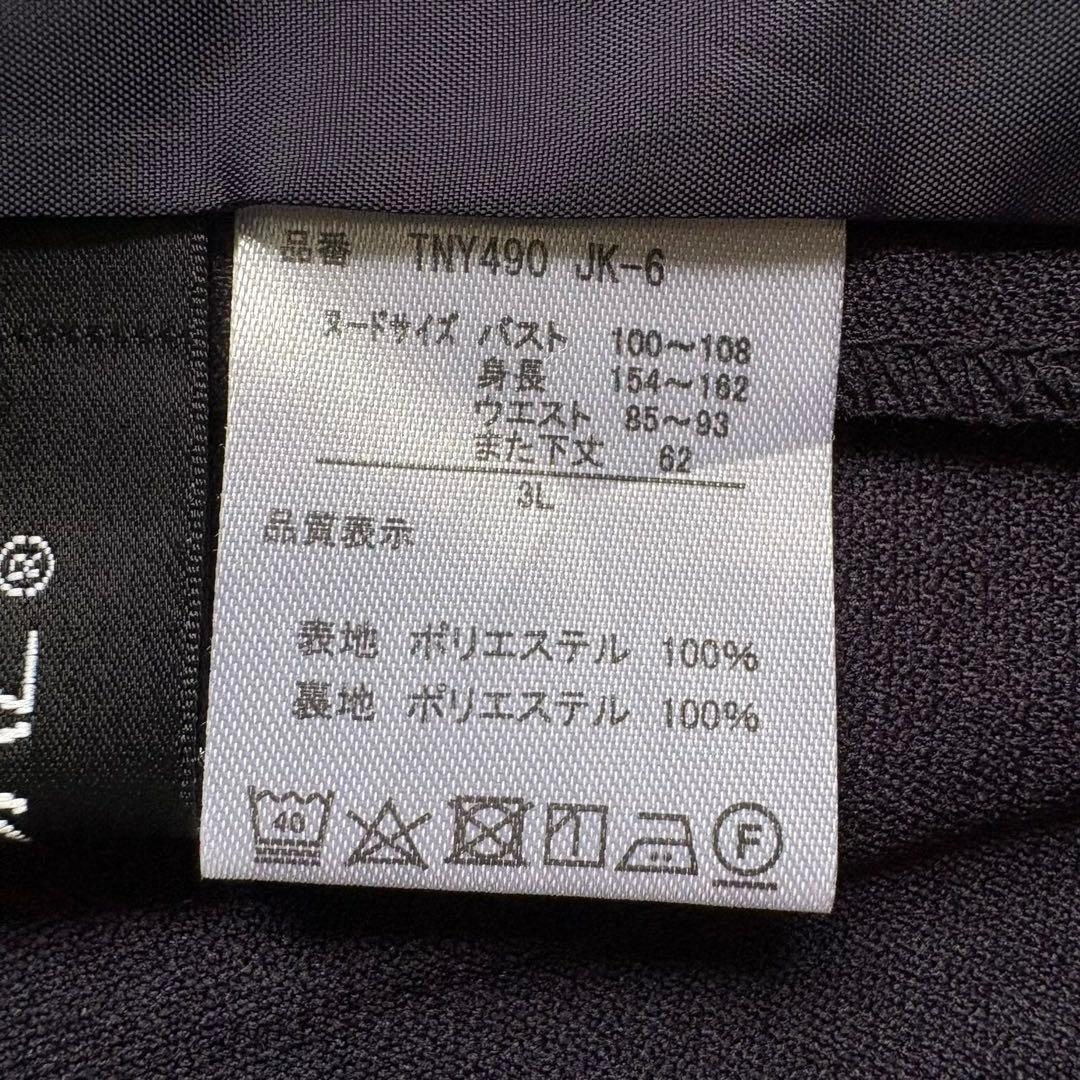 品番 TNY490 JK-6
ヌードサイズ バスト 100～108
身長 154～162
ウエスト 85～93
また下丈 62
3L
品質表示
表地 ポリエステル 100%
裏地 ポリエステル 100%
40
F
®